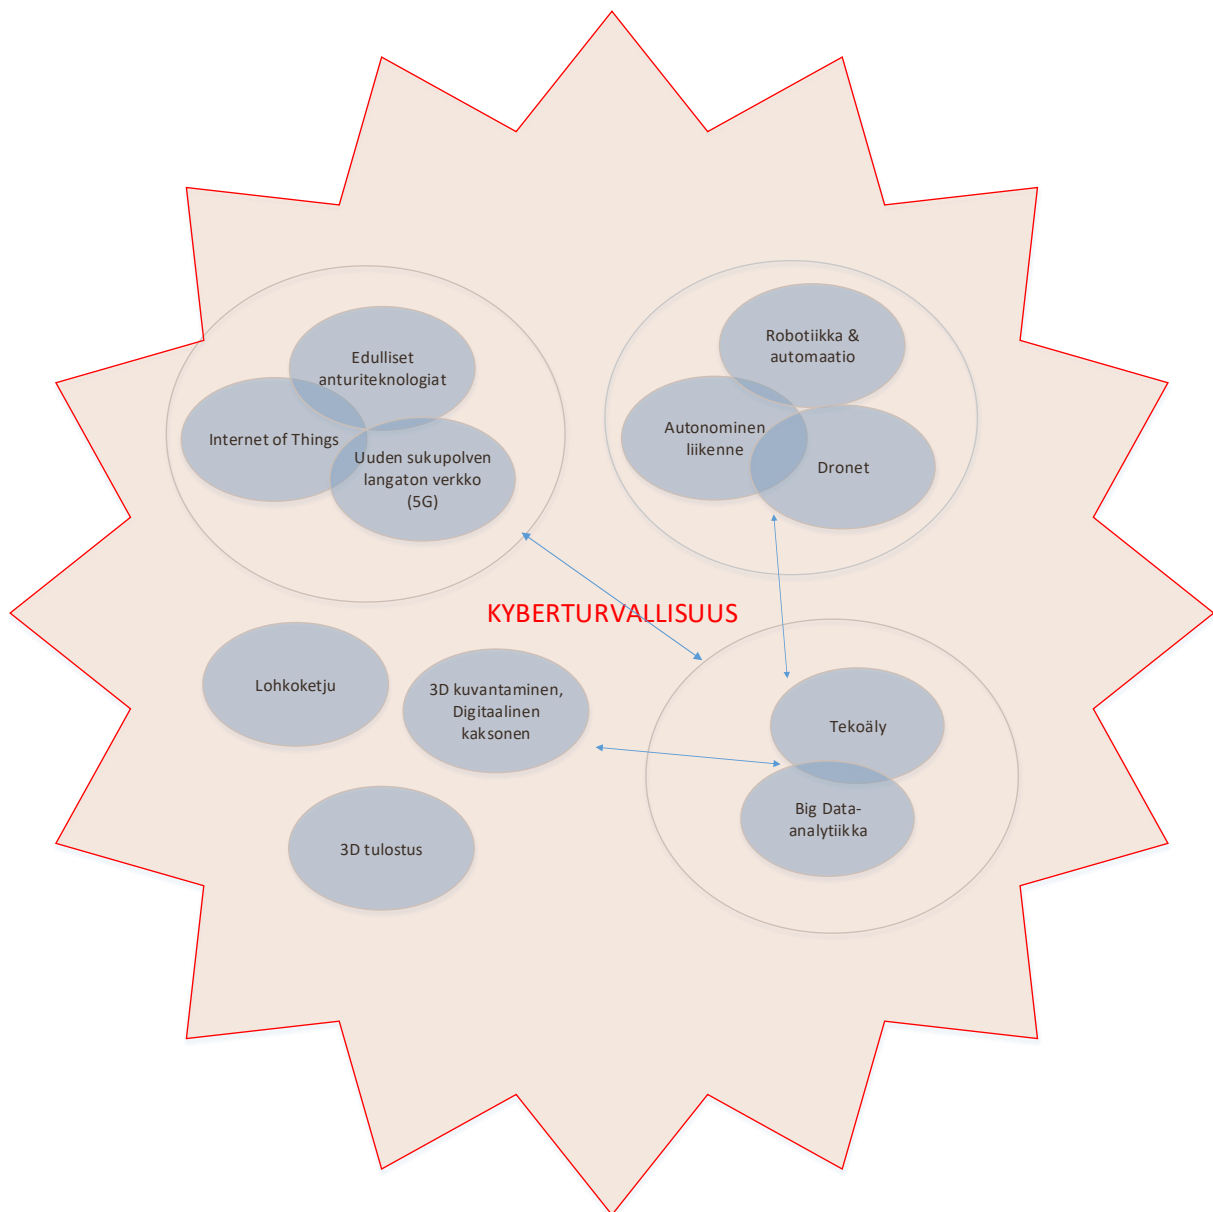 Edulliset
anturiteknologiat
Internet of Things
Uuden sukupolven
langaton verkko
(5G)
Robotiikka &
automaatio
Autonominen
liikenne
Dronet
KYBERTURVALLISUUS
Lohkoketju
3D kuvantaminen,
Digitaalinen
kaksonen
3D tulostus
Tekoäly
Big Data-
analytiikka